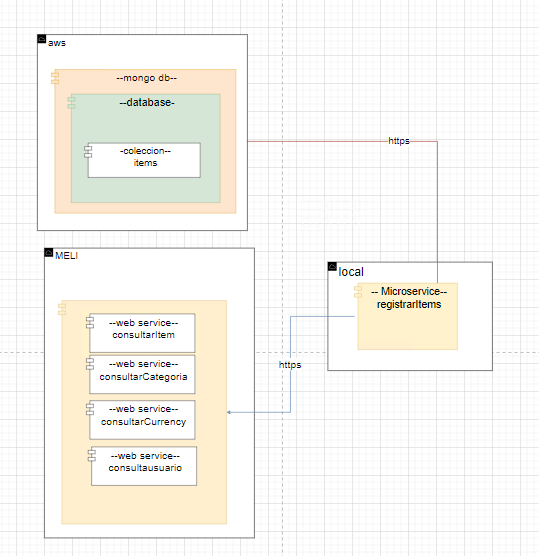 aws
--mongo db--
--database-
-coleccion--
items
https
MELI
--web service--
consultarItem
--web service--
consultarCategoria
--web service--
consultarCurrency
--web service--
consultausuario
https
local
-- Microservice--
registrarItems